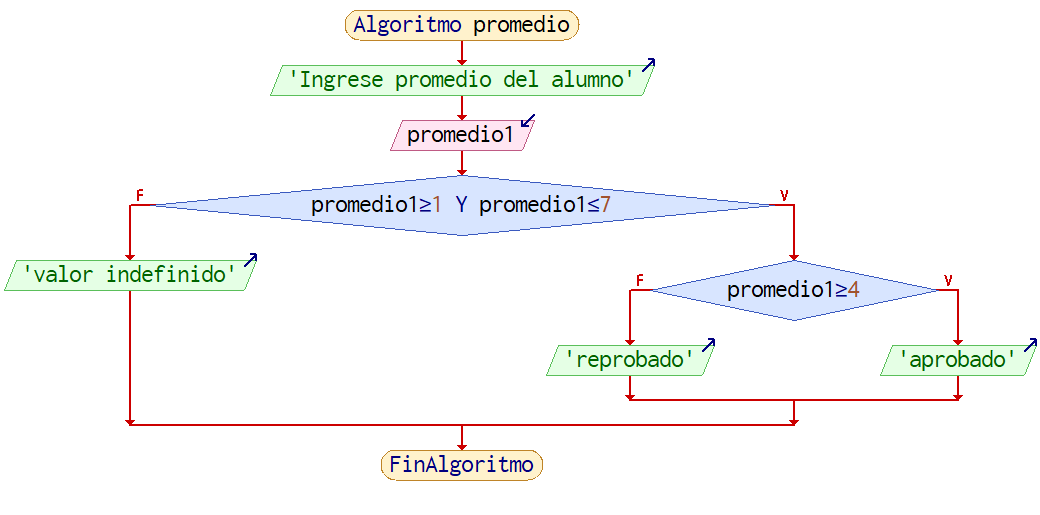 Algoritmo promedio
'Ingrese promedio del alumno'
promedio1
F
V
promedio1≥1 Y promedio1≤7
'valor indefinido'
F
V
promedio1≥4
'reprobado'
'aprobado'
FinAlgoritmo